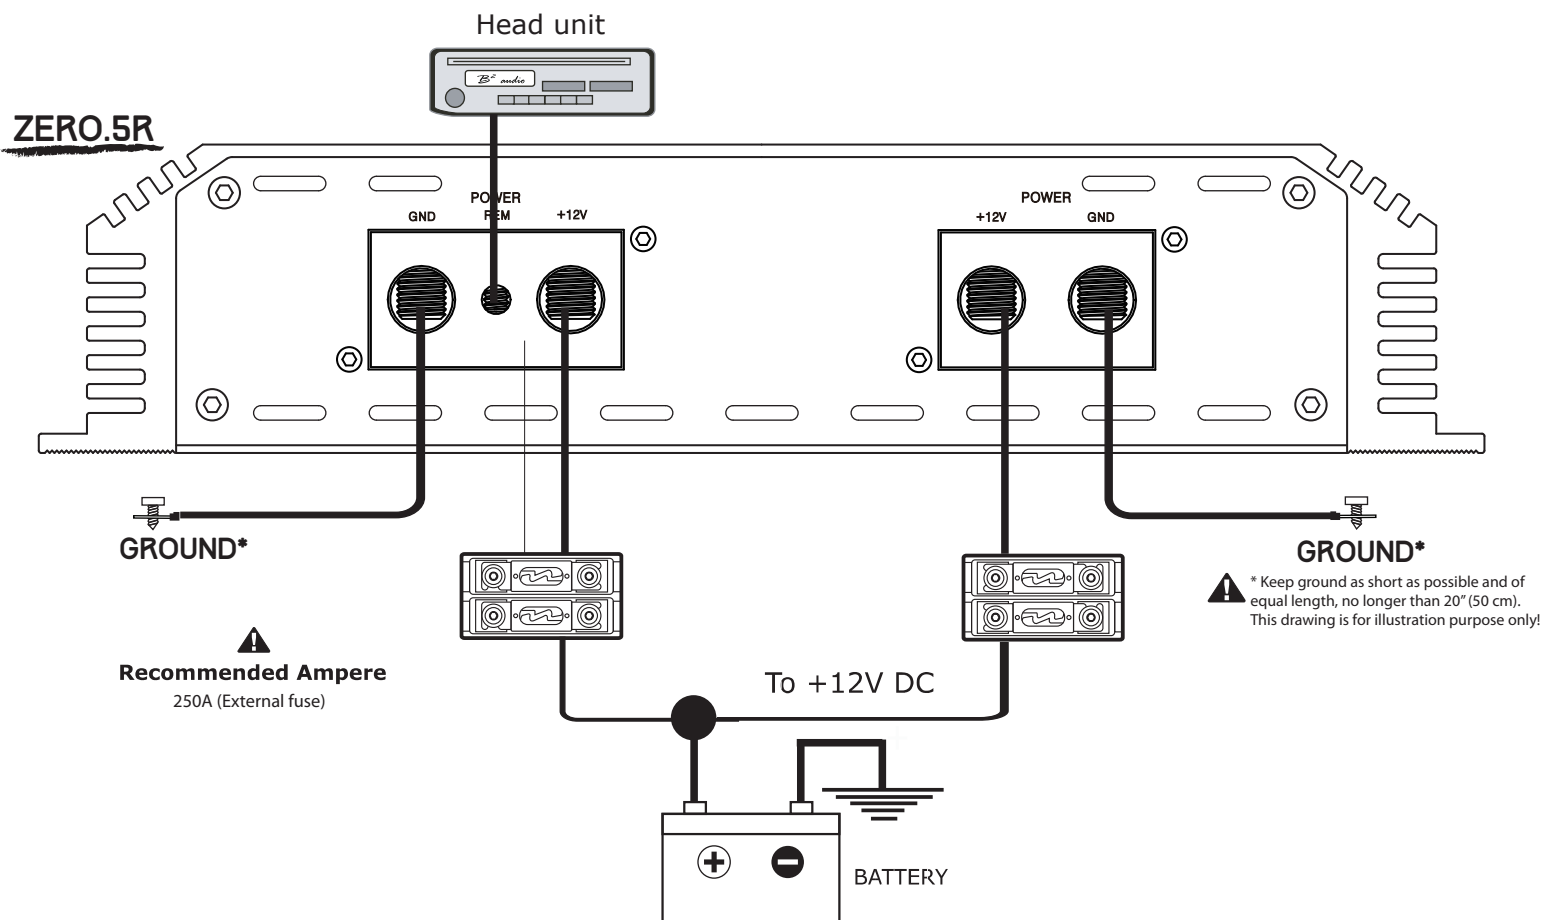 Head unit
B² audio
ZERO.5R
POWER
GND REM +12V
POWER
+12V GND
GROUND*
GROUND*
* Keep ground as short as possible and of
equal length, no longer than 20" (50 cm).
This drawing is for illustration purpose only!
Recommended Ampere
250A (External fuse)
To +12V DC
BATTERY